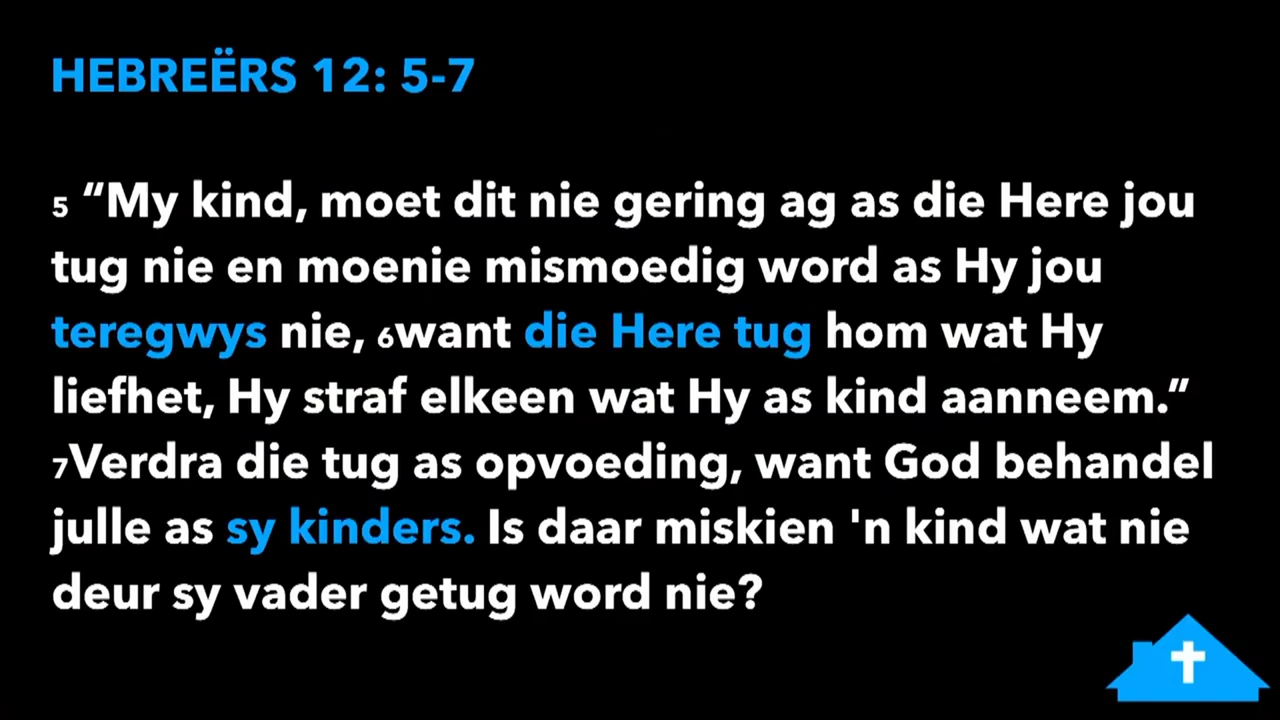 HEBREËRS 12: 5-7
5 “My kind, moet dit nie gering ag as die Here jou
tug nie en moenie mismoedig word as Hy jou
teregwys nie, 6want die Here tug hom wat Hy
liefhet, Hy straf elkeen wat Hy as kind aanneem.”
7Verdra die tug as opvoeding, want God behandel
julle as sy kinders. Is daar miskien 'n kind wat nie
deur sy vader getug word nie?